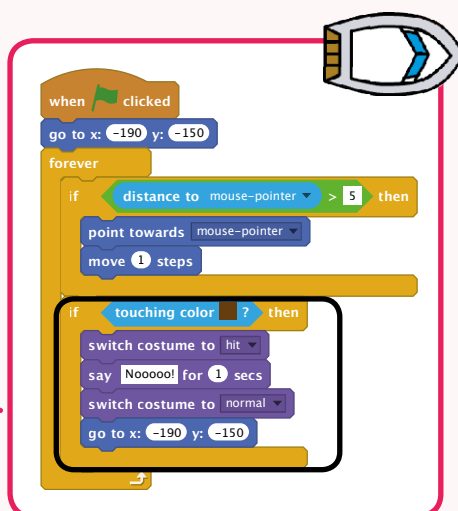 when clicked
go to x: -190 y: -150
forever
if distance to mouse-pointer > 5 then
point towards mouse-pointer
move 1 steps
if touching color ? then
switch costume to hit
say Nooooo! for 1 secs
switch costume to normal
go to x: -190 y: -150